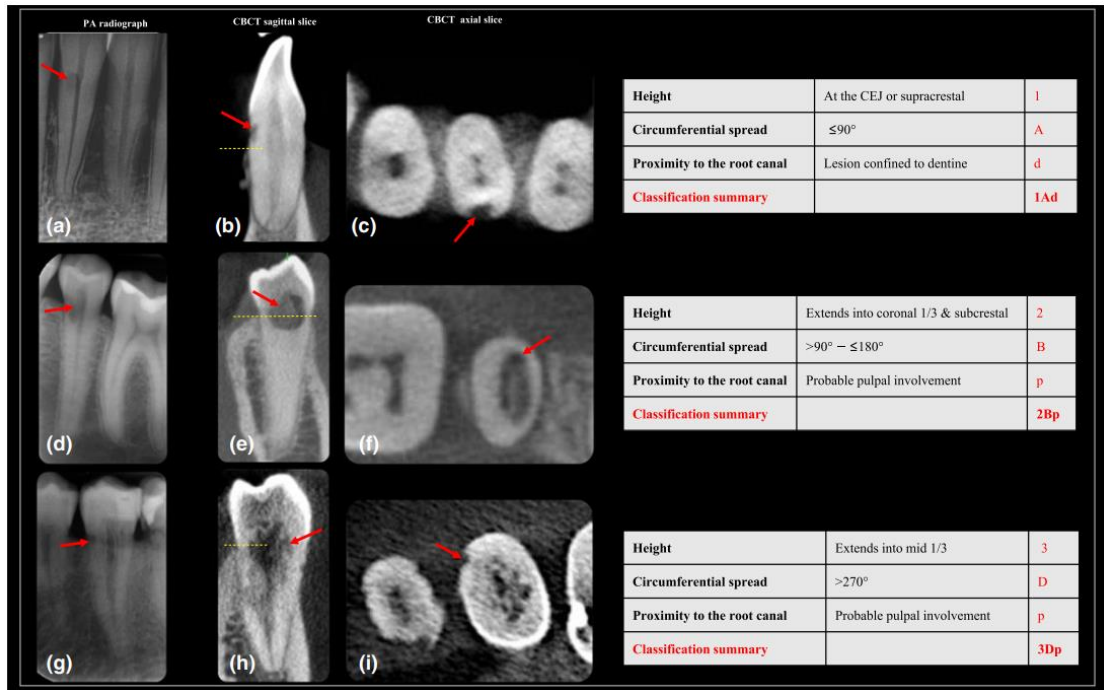 PA radiograph
CBCT sagittal slice
CBCT axial slice
(a)
(b)
(c)
Height At the CEJ or supracrestal 1
Circumferential spread ≤90° A
Proximity to the root canal Lesion confined to dentine d
Classification summary 1Ad
(d)
(e)
(f)
Height Extends into coronal 1/3 & subcrestal 2
Circumferential spread >90° – ≤180° B
Proximity to the root canal Probable pulpal involvement p
Classification summary 2Bp
(g)
(h)
(i)
Height Extends into mid 1/3 3
Circumferential spread >270° D
Proximity to the root canal Probable pulpal involvement p
Classification summary 3Dp